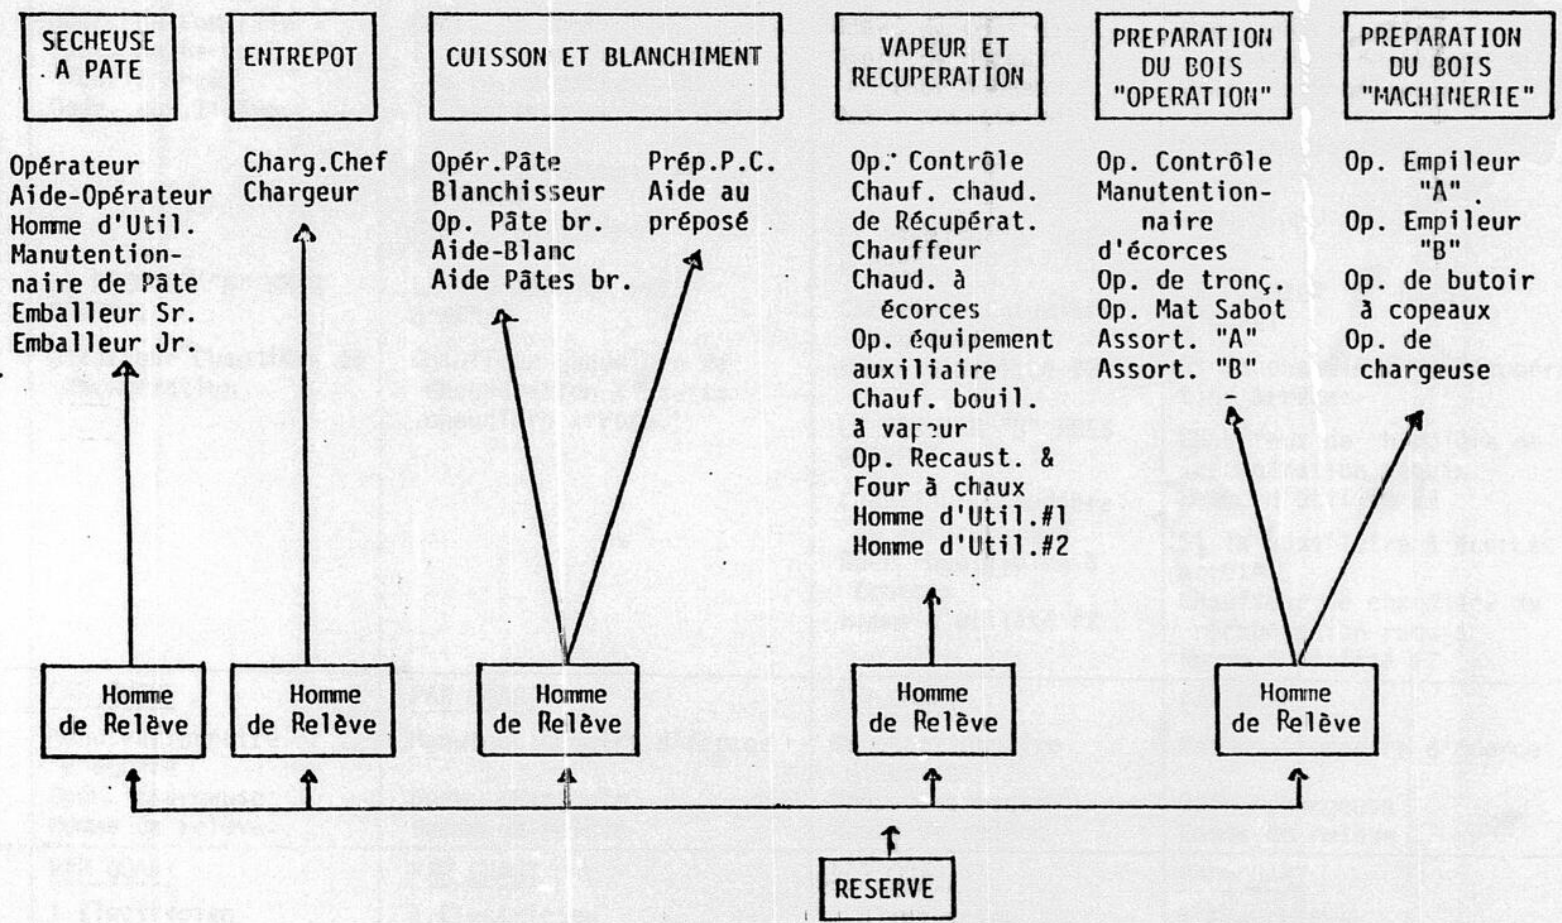 SECHEUSE
A PATE
ENTREPOT
CUISSON ET BLANCHIMENT
VAPEUR ET
RECUPERATION
PREPARATION
DU BOIS
"OPERATION"
PREPARATION
DU BOIS
"MACHINERIE"
Opérateur
Aide-Opérateur
Homme d'Util.
Manutention-
naire de Pâte
Emballeur Sr.
Emballeur Jr.
Charg.Chef
Chargeur
Opér.Pâte
Blanchisseur
Op. Pâte br.
Aide-Blanc
Aide Pâtes br.
Prép.P.C.
Aide au
préposé
Op. Contrôle
Chauf. chaud.
de Récupérat.
Chauffeur
Chaud. à
écorces
Op. équipement
auxiliaire
Chauf. bouil.
à vapeur
Op. Recaust. &
Four à chaux
Homme d'Util.#1
Homme d'Util.#2
Op. Contrôle
Manutention-
naire
d'écorces
Op. de tronç.
Op. Mat Sabot
Assort. "A"
Assort. "B"
Op. Empileur
"A"
Op. Empileur
"B"
Op. de butoir
à copeaux
Op. de
chargeuse
Homme
de Relève
Homme
de Relève
Homme
de Relève
Homme
de Relève
Homme
de Relève
RESERVE